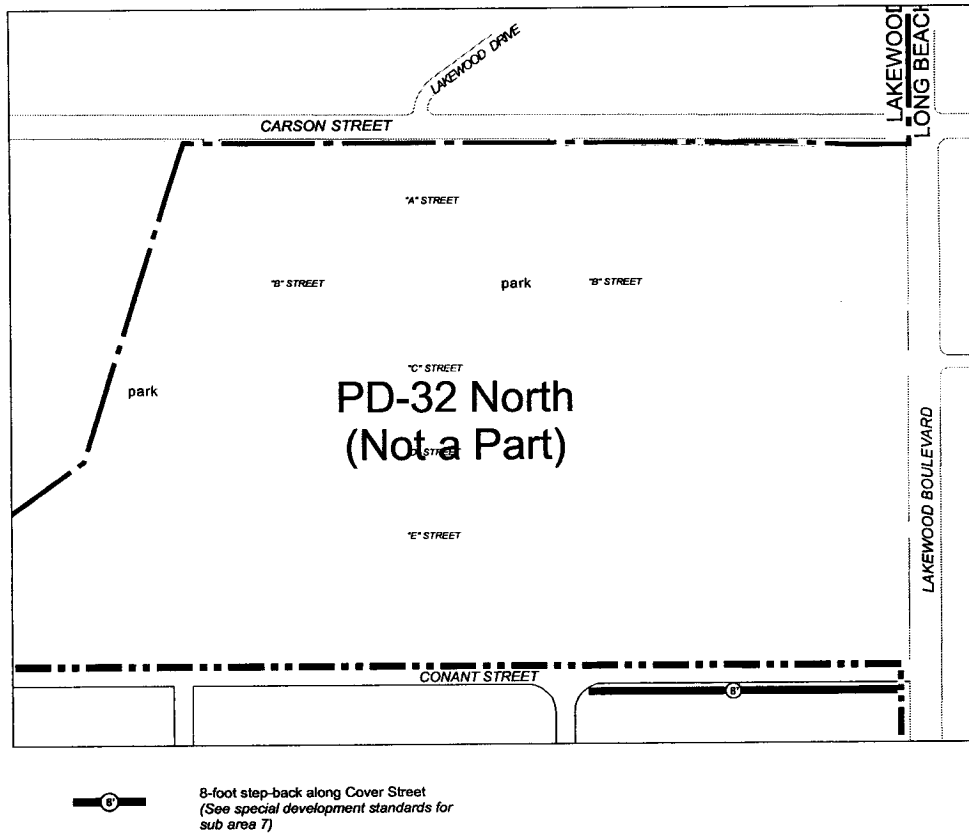 LAKEWOOD
LONG BEACH
LAKEWOOD DRIVE
CARSON STREET
"A" STREET
"B" STREET
park
"B" STREET
"C" STREET
park
PD-32 North
(Not a Part)
"D" STREET
"E" STREET
LAKEWOOD BOULEVARD
CONANT STREET
8'
8'
8-foot step-back along Cover Street
(See special development standards for
sub area 7)